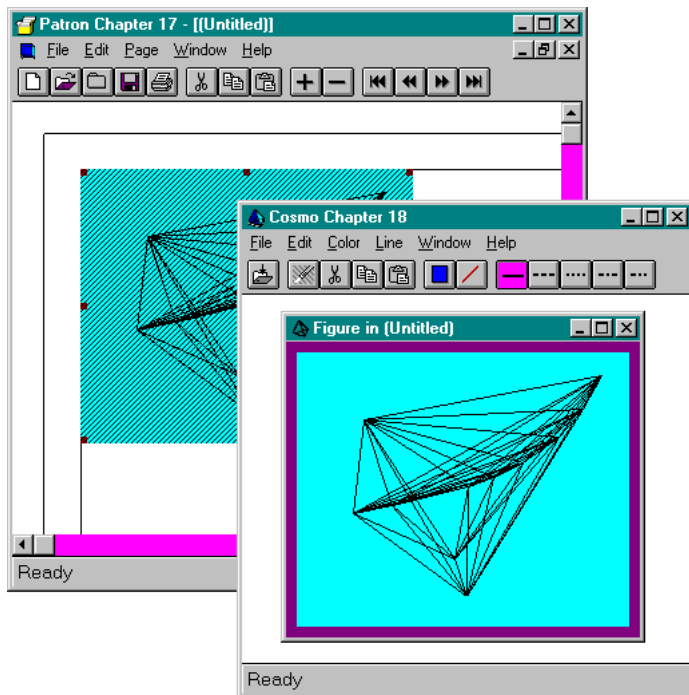 Patron Chapter 17 - [(Untitled)]
File Edit Page Window Help
Cosmo Chapter 18
File Edit Color Line Window Help
Figure in (Untitled)
Ready
Ready